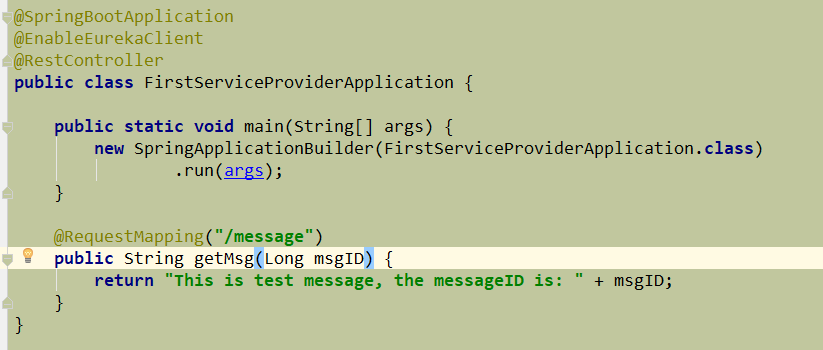 @SpringBootApplication
@EnableEurekaClient
@RestController
public class FirstServiceProviderApplication {
public static void main(String[] args) {
new SpringApplicationBuilder(FirstServiceProviderApplication.class)
.run(args);
}
@RequestMapping("/message")
public String getMsg(Long msgID) {
return "This is test message, the messageID is: " + msgID;
}
}